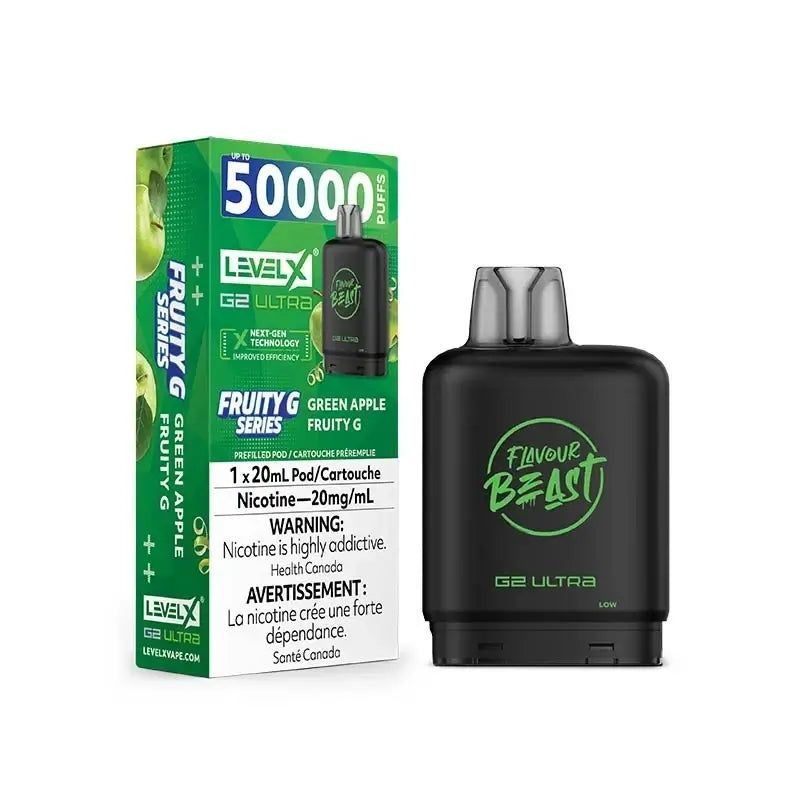 UP TO
50000
PUFFS
LEVELX®
G2 ULTRA
FLAVOUR
BEAST
G2 ULTRA
X NEXT-GEN
TECHNOLOGY
IMPROVED EFFICIENCY
FRUITY G
SERIES
GREEN APPLE
FRUITY G
PREFILLED POD / CARTOUCHE PRÉREMPLIE
1 x 20mL Pod/Cartouche
Nicotine—20mg/mL
WARNING:
Nicotine is highly addictive.
Health Canada
AVERTISSEMENT :
La nicotine crée une forte
dépendance.
Santé Canada
++
FRUITY G
SERIES
GREEN APPLE
FRUITY G
++
LEVELX
G2 ULTRA
LEVELXVAPE.COM
FLAVOUR
BEAST
G2 ULTRA
LOW